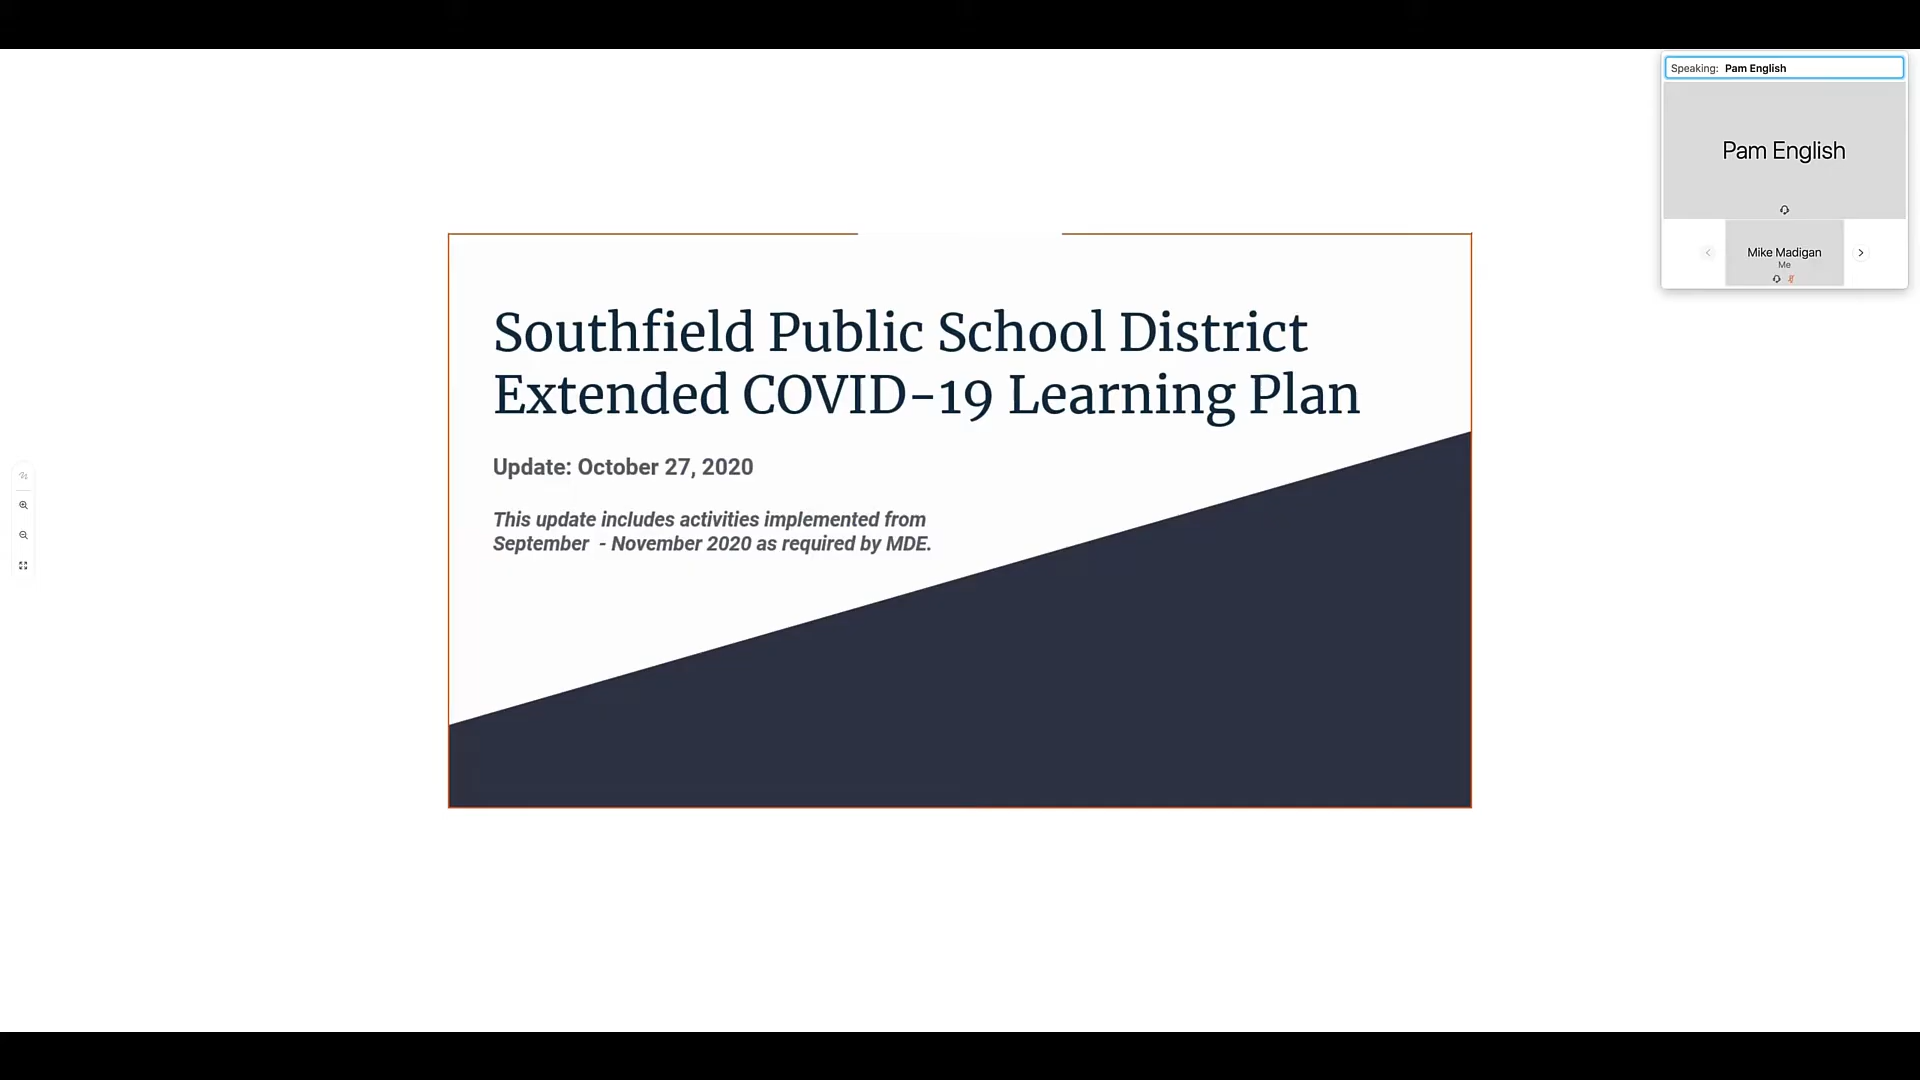 Speaking: Pam English
Pam English
Mike Madigan
Me
Southfield Public School District
Extended COVID-19 Learning Plan
Update: October 27, 2020
This update includes activities implemented from
September - November 2020 as required by MDE.